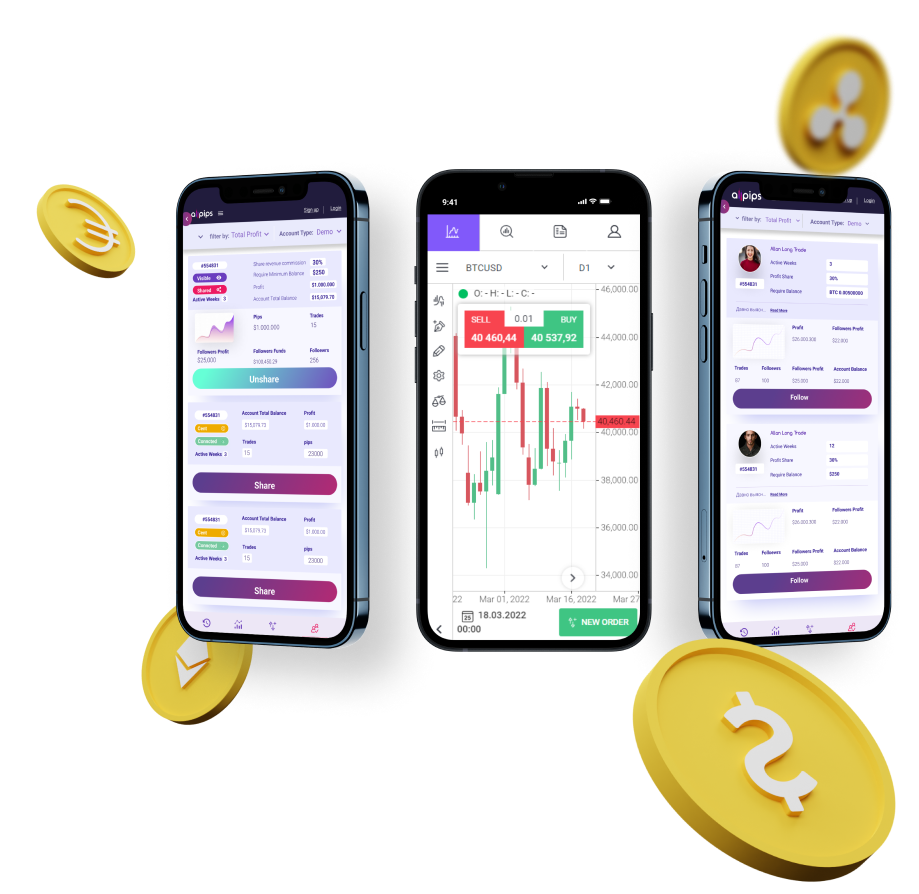 a pips
Sign up | Login
filter by: Total Profit
Account Type: Demo
#554831
Visible
Shared
Active Weeks 3
Share revenue commission 30%
Require Minimum Balance $250
Profit $1.000.000
Account Total Balance $15,079.70
Pips
$1.000.000
Trades
15
Followers Profit
$25.000
Followers Funds
$109,450.29
Followers
256
Unshare
#554831
Cent
Connected
Active Weeks 3
Account Total Balance
$15,079.73
Profit
$1.000.00
Trades
15
pips
23000
Share
#554831
Cent
Connected
Active Weeks 3
Account Total Balance
$15,079.73
Profit
$1.000.00
Trades
15
pips
23000
Share
9:41
BTCUSD
D1
O: - H: - L: - C: -
SELL 0.01 BUY
40 460,44 40 537,92
46,000.00
44,000.00
42,000.00
40,460.44
40,000.00
38,000.00
36,000.00
34,000.00
22 Mar 01, 2022 Mar 16, 2022 Mar 27
25 18.03.2022
00:00
NEW ORDER
a pips
up | Login
filter by: Total Profit
Account Type: Demo
#554831
Alian Long Trade
Active Weeks 3
Profit Share 30%
Require Balance BTC 0.00500000
Read More
Profit
$26.000.300
Followers Profit
$22.000
Trades
87
Followers
100
Followers Profit
$25.000
Account Balance
$22.000
Follow
#554831
Alian Long Trade
Active Weeks 12
Profit Share 30%
Require Balance $250
Read More
Profit
$26.000.300
Followers Profit
$22.000
Trades
87
Followers
100
Followers Profit
$25.000
Account Balance
$22.000
Follow